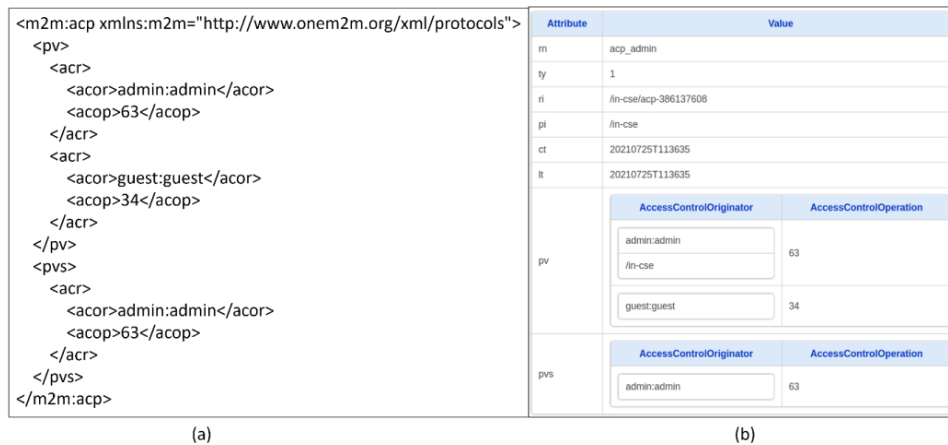 <m2m:acp xmlns:m2m="http://www.onem2m.org/xml/protocols">
<pv>
<acr>
<acor>admin:admin</acor>
<acop>63</acop>
</acr>
<acr>
<acor>guest:guest</acor>
<acop>34</acop>
</acr>
</pv>
<pvs>
<acr>
<acor>admin:admin</acor>
<acop>63</acop>
</acr>
</pvs>
</m2m:acp>
(a)
Attribute Value
rn acp_admin
ty 1
ri /in-cse/acp-386137608
pi /in-cse
ct 20210725T113635
lt 20210725T113635
pv
AccessControlOriginator AccessControlOperation
admin:admin
/in-cse
63
guest:guest 34
pvs
AccessControlOriginator AccessControlOperation
admin:admin 63
(b)